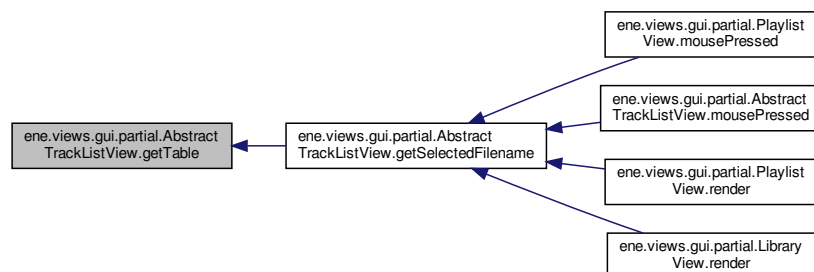 ene.views.gui.partial.Playlist
View.mousePressed
ene.views.gui.partial.Abstract
TrackListView.mousePressed
ene.views.gui.partial.Abstract
TrackListView.getTable
ene.views.gui.partial.Abstract
TrackListView.getSelectedFilename
ene.views.gui.partial.Playlist
View.render
ene.views.gui.partial.Library
View.render